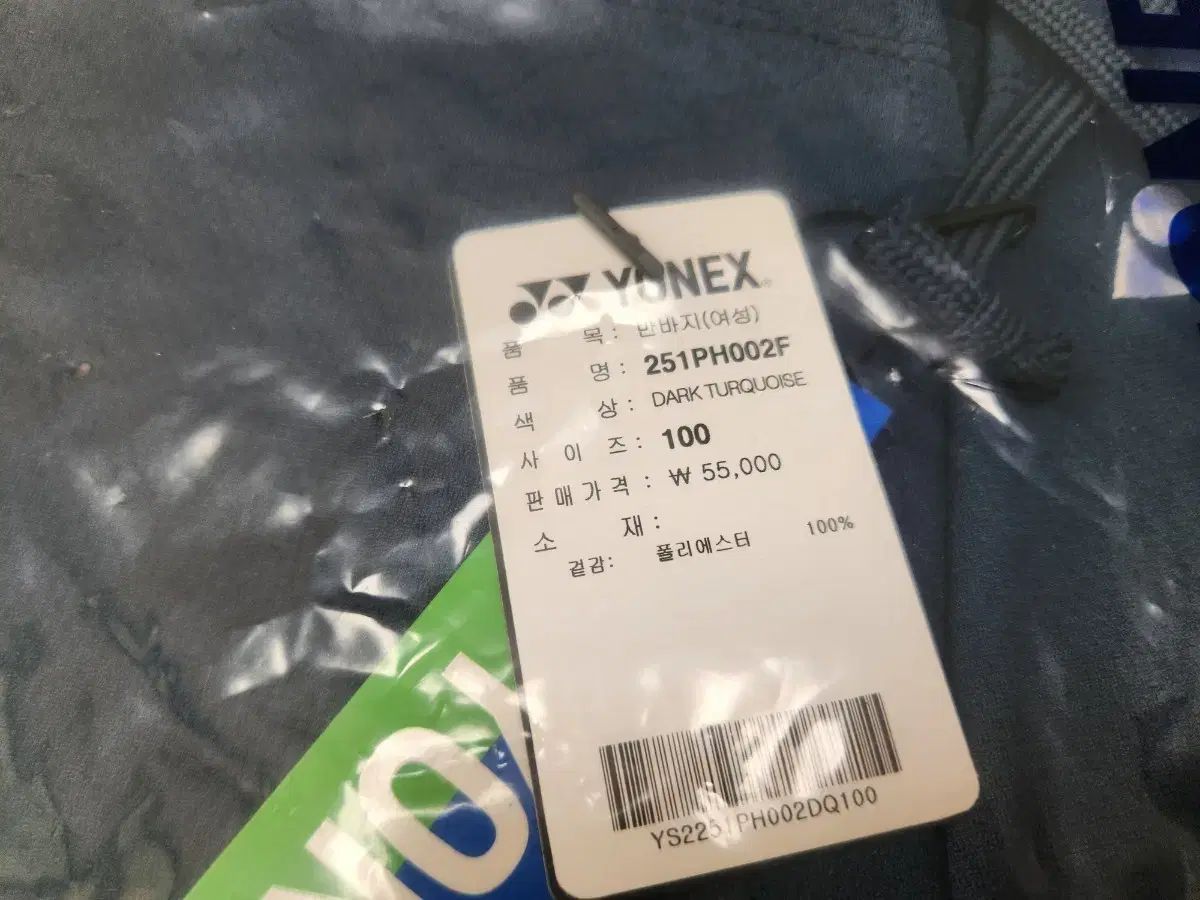 YONEX
품 목 : 반바지(여성)
품 명 : 251PH002F
색 상 : DARK TURQUOISE
사 이 즈 : 100
판 매 가 격 : ₩ 55,000
소 재 :
겉감: 폴리에스터 100%
YS2251PH002DQ100